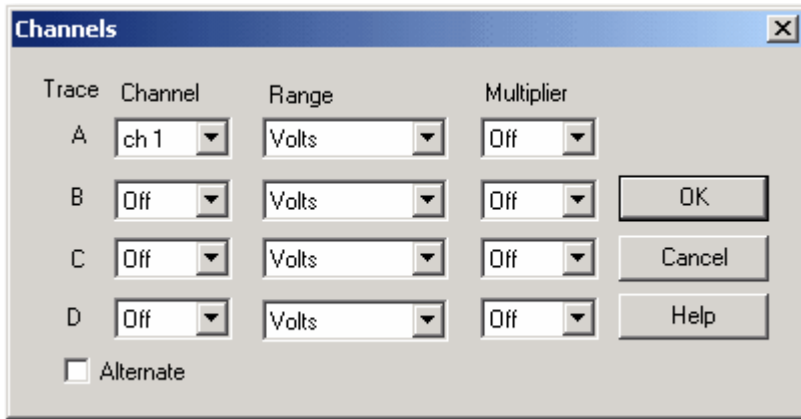 Channels
Trace Channel Range Multiplier
A ch 1 Volts Off
B Off Volts Off OK
C Off Volts Off Cancel
D Off Volts Off Help
Alternate